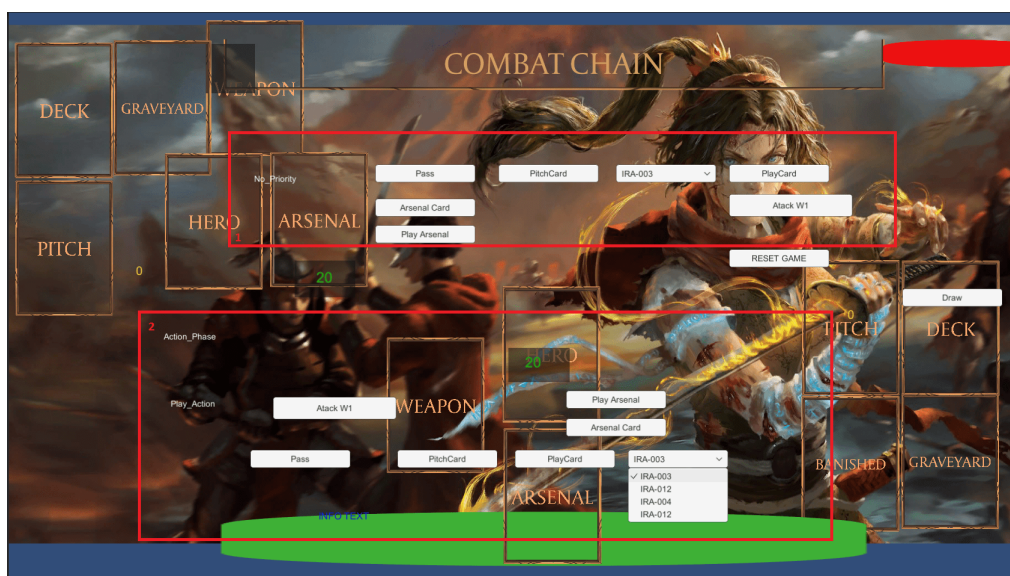 COMBAT CHAIN
WEAPON
DECK
GRAVEYARD
No_Priority
Pass
PitchCard
IRA-003
PlayCard
Arsenal Card
Atack W1
HERO
ARSENAL
Play Arsenal
1
PITCH
RESET GAME
0
20
Draw
0
2
Action_Phase
PITCH
DECK
HERO
20
Play_Action
Atack W1
WEAPON
Play Arsenal
Arsenal Card
Pass
PitchCard
PlayCard
IRA-003
BANISHED
GRAVEYARD
IRA-003
IRA-012
IRA-004
IRA-012
ARSENAL
INFO TEXT